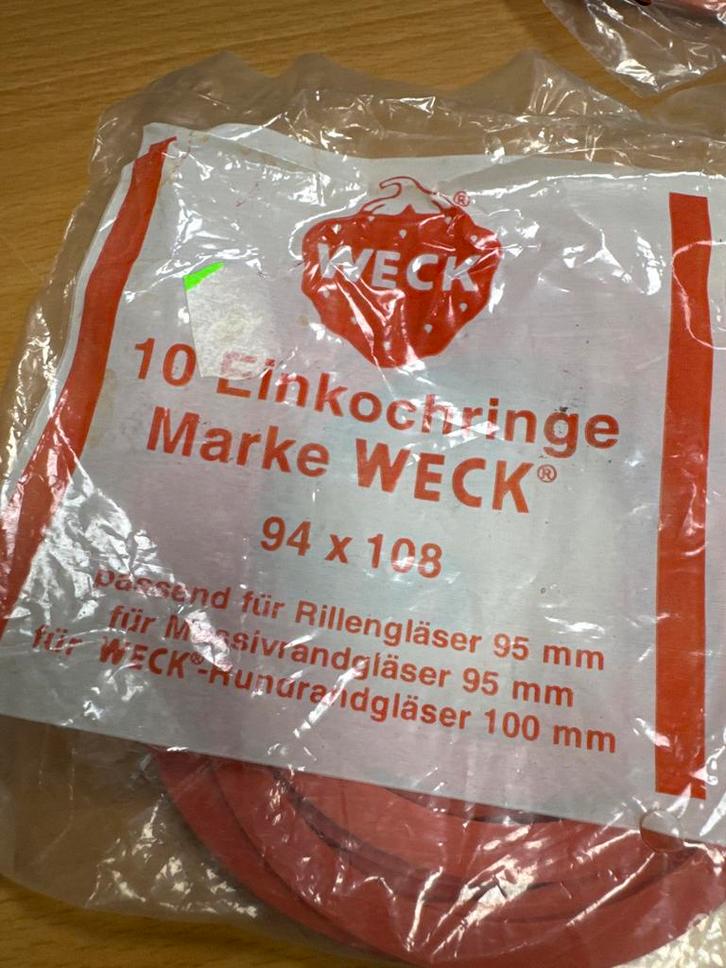 WECK®
10 Einkochringe
Marke WECK®
94 x 108
passend für Rillengläser 95 mm
für Massivrandgläser 95 mm
für WECK®-Rundrandgläser 100 mm